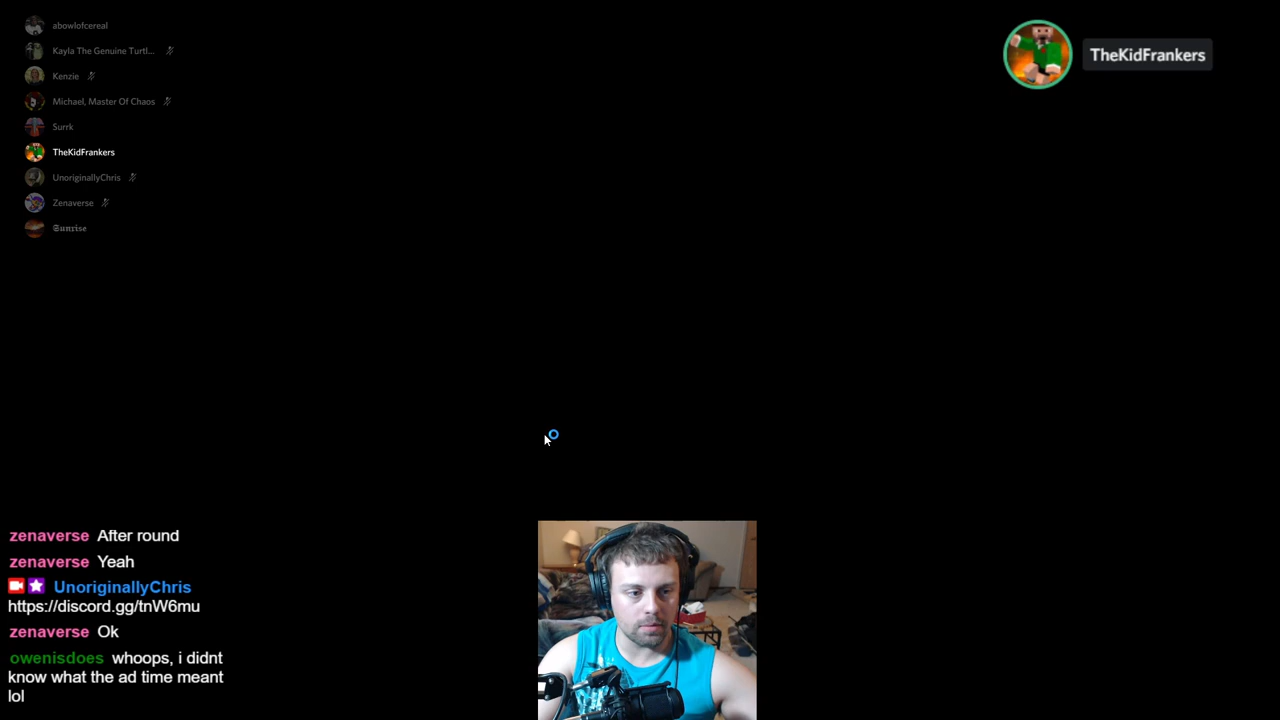 abowlofcereal
Kayla The Genuine Turtl...
Kenzie
Michael, Master Of Chaos
Surrk
TheKidFrankers
UnoriginallyChris
Zenaverse
𝕾𝖚𝖓𝖗𝖎𝖘𝖊
TheKidFrankers
zenaverse After round
zenaverse Yeah
UnoriginallyChris
https://discord.gg/tnW6mu
zenaverse Ok
owenisdoes whoops, i didnt
know what the ad time meant
lol